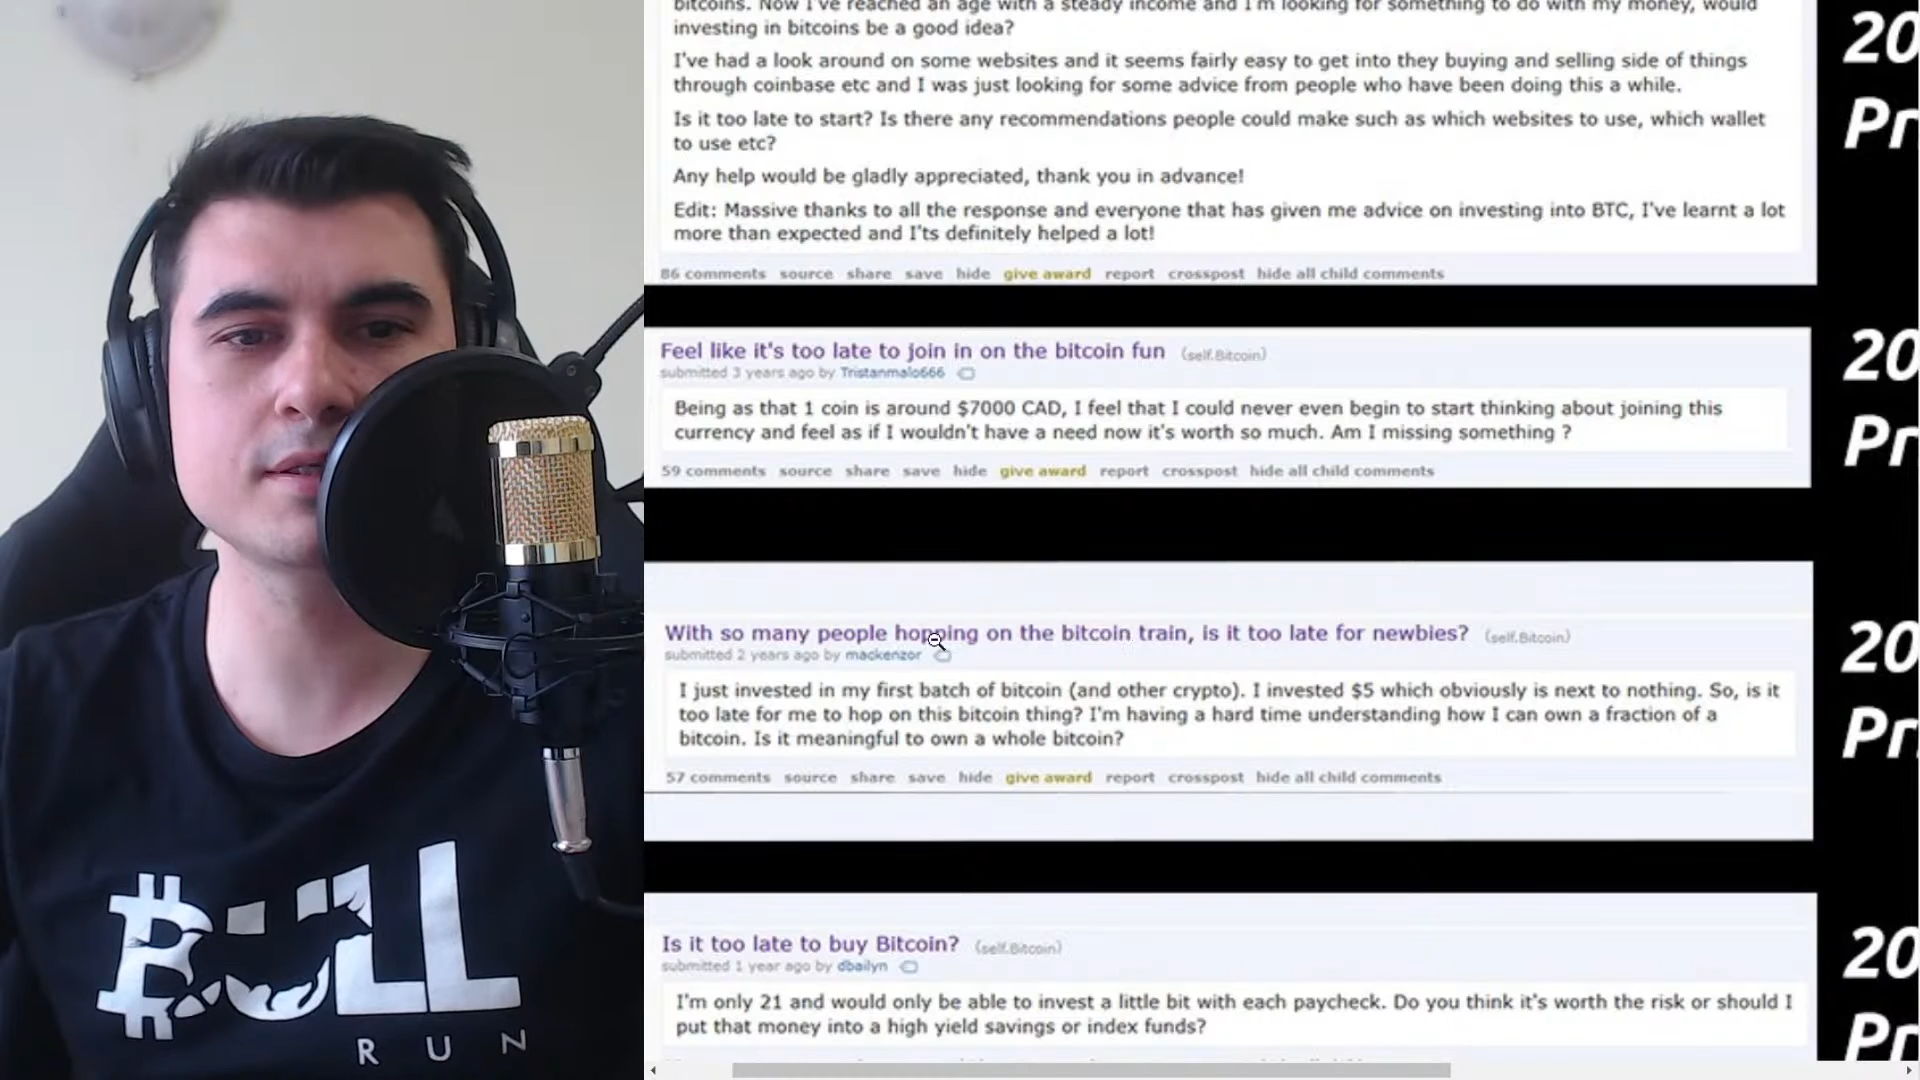 bitcoins. Now I've reached an age with a steady income and I'm looking for something to do with my money, would
investing in bitcoins be a good idea?
I've had a look around on some websites and it seems fairly easy to get into they buying and selling side of things
through coinbase etc and I was just looking for some advice from people who have been doing this a while.
Is it too late to start? Is there any recommendations people could make such as which websites to use, which wallet
to use etc?
Any help would be gladly appreciated, thank you in advance!
Edit: Massive thanks to all the response and everyone that has given me advice on investing into BTC, I've learnt a lot
more than expected and I'ts definitely helped a lot!
86 comments source share save hide give award report crosspost hide all child comments
20
Pr
Feel like it's too late to join in on the bitcoin fun (self.Bitcoin)
submitted 3 years ago by Tristanmalo666
Being as that 1 coin is around $7000 CAD, I feel that I could never even begin to start thinking about joining this
currency and feel as if I wouldn't have a need now it's worth so much. Am I missing something ?
59 comments source share save hide give award report crosspost hide all child comments
20
Pr
With so many people hopping on the bitcoin train, is it too late for newbies? (self.Bitcoin)
submitted 2 years ago by mackenzor
I just invested in my first batch of bitcoin (and other crypto). I invested $5 which obviously is next to nothing. So, is it
too late for me to hop on this bitcoin thing? I'm having a hard time understanding how I can own a fraction of a
bitcoin. Is it meaningful to own a whole bitcoin?
57 comments source share save hide give award report crosspost hide all child comments
20
Pr
Is it too late to buy Bitcoin? (self.Bitcoin)
submitted 1 year ago by dbailyn
I'm only 21 and would only be able to invest a little bit with each paycheck. Do you think it's worth the risk or should I
put that money into a high yield savings or index funds?
20
Pr
BULL
RUN